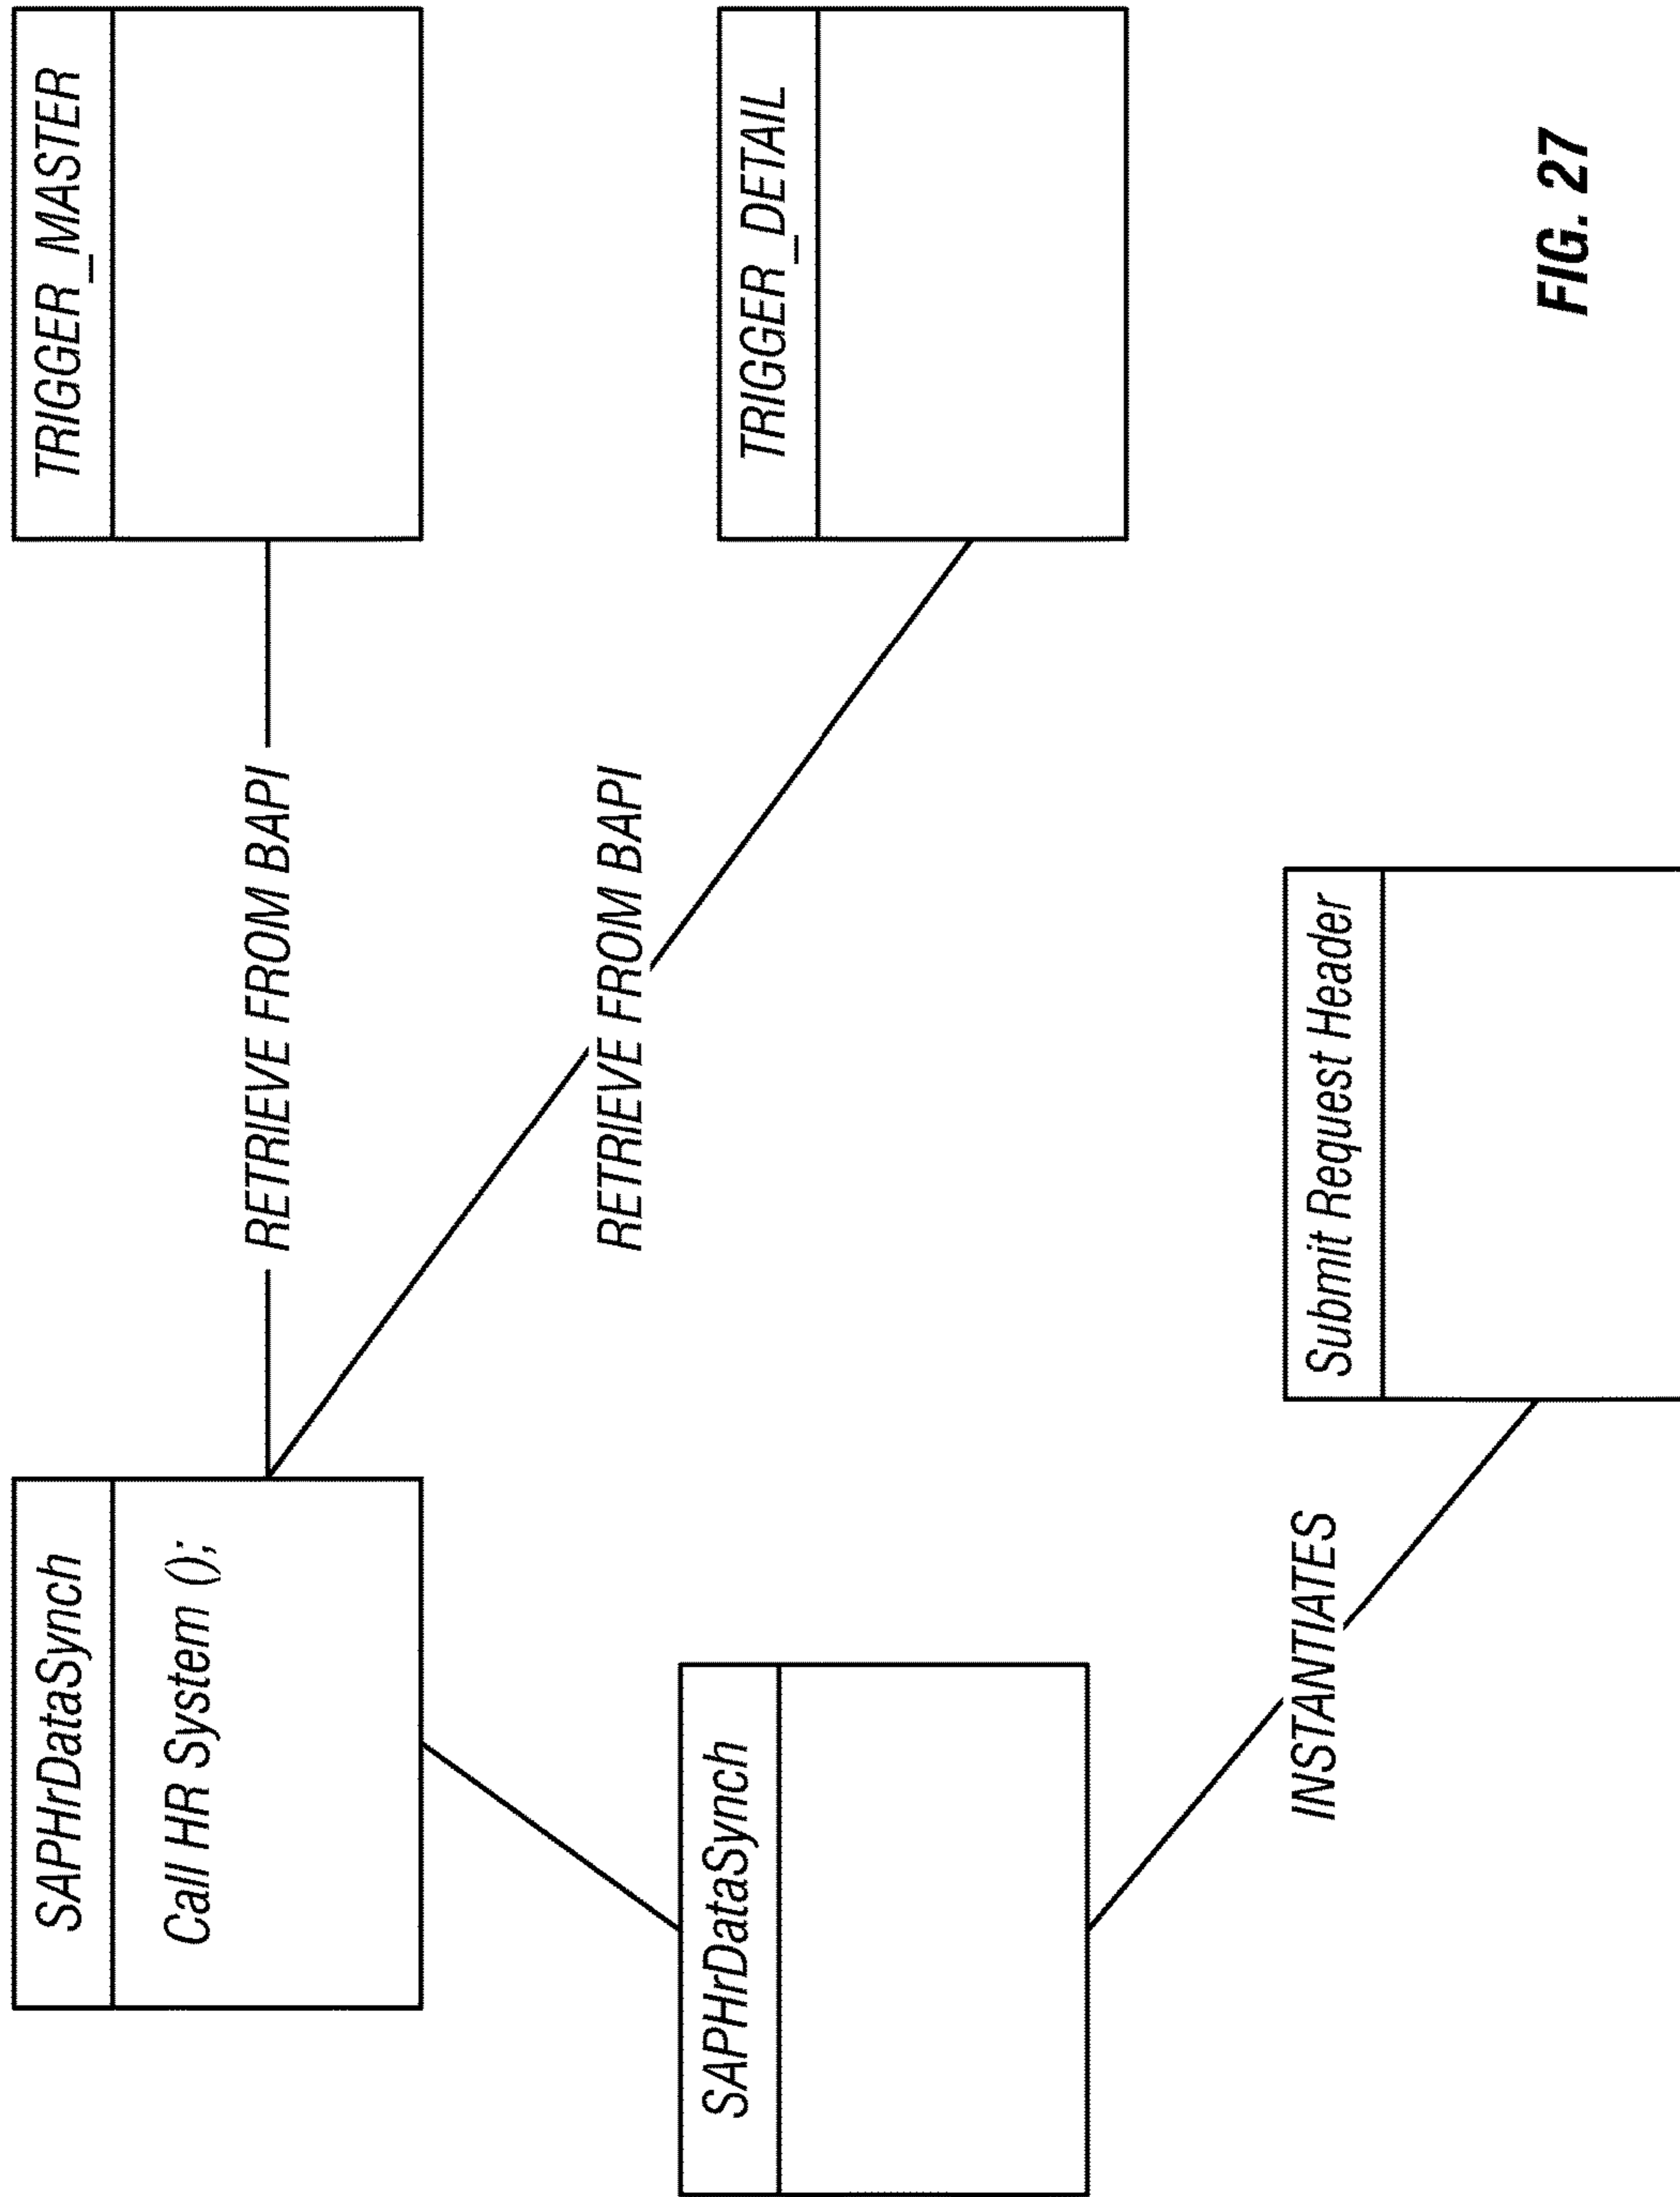 SAPHrDataSynch
Call HR System ();
RETRIEVE FROM BAPI
TRIGGER_MASTER
SAPHrDataSynch
RETRIEVE FROM BAPI
TRIGGER_DETAIL
INSTANTIATES
Submit Request Header
FIG. 27